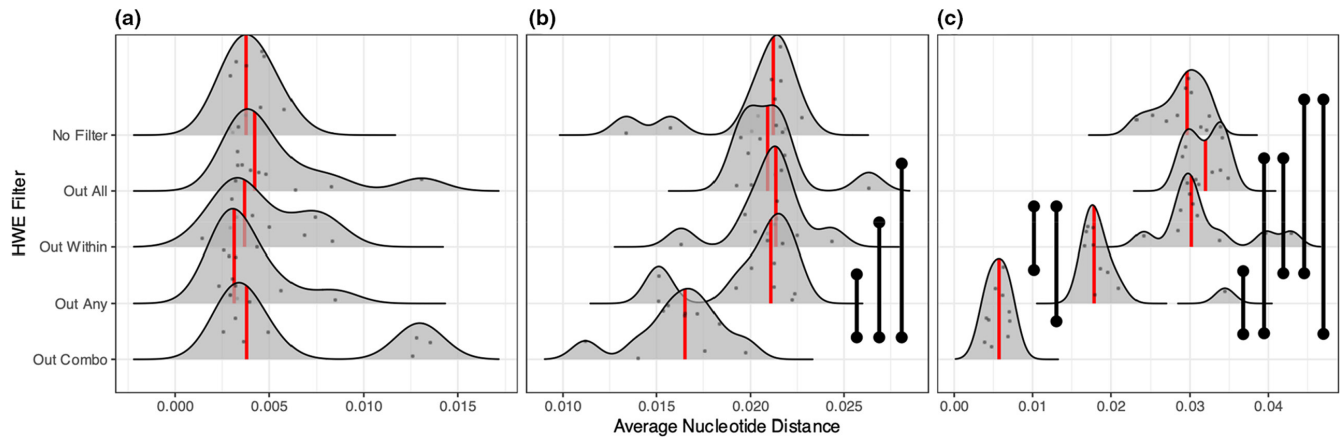 (a) (b) (c)
HWE Filter
No Filter
Out All
Out Within
Out Any
Out Combo
0.000 0.005 0.010 0.015
0.010 0.015 0.020 0.025
0.00 0.01 0.02 0.03 0.04
Average Nucleotide Distance